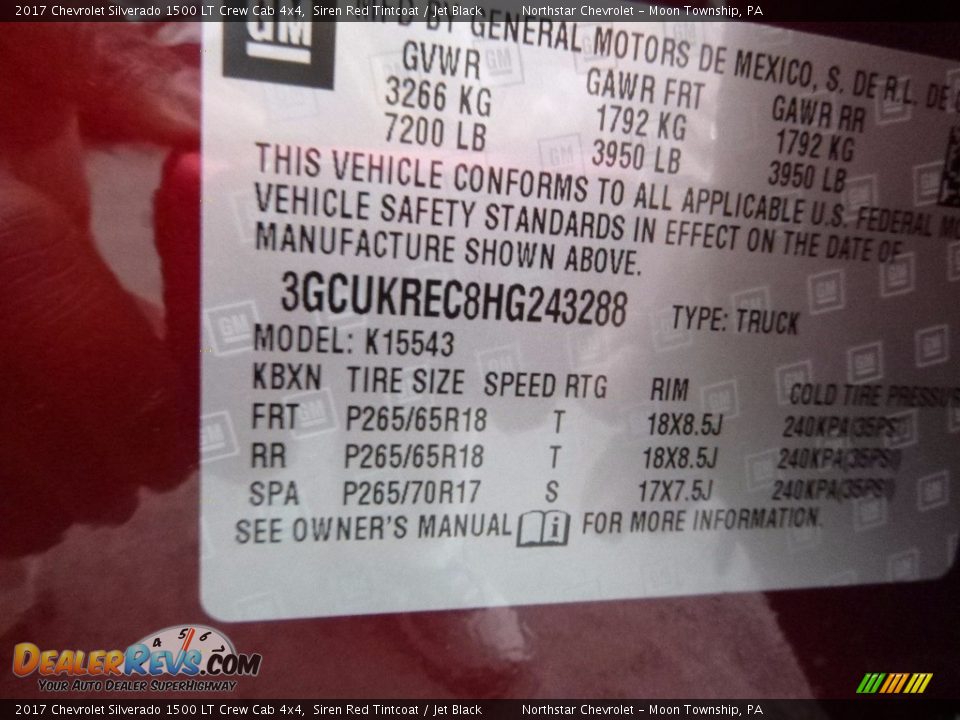 2017 Chevrolet Silverado 1500 LT Crew Cab 4x4, Siren Red Tintcoat / Jet Black Northstar Chevrolet - Moon Township, PA
GM
BY GENERAL MOTORS DE MEXICO, S. DE R.L. DE
GVWR GAWR FRT GAWR RR
3266 KG 1792 KG 1792 KG
7200 LB 3950 LB 3950 LB
THIS VEHICLE CONFORMS TO ALL APPLICABLE U.S. FEDERAL
VEHICLE SAFETY STANDARDS IN EFFECT ON THE DATE OF
MANUFACTURE SHOWN ABOVE.
3GCUKREC8HG243288 TYPE: TRUCK
MODEL: K15543
KBXN TIRE SIZE SPEED RTG RIM COLD TIRE PRESSUR
FRT P265/65R18 T 18X8.5J 240KPA(35PSI)
RR P265/65R18 T 18X8.5J 240KPA(35PSI)
SPA P265/70R17 S 17X7.5J 240KPA(35PSI)
SEE OWNER'S MANUAL i FOR MORE INFORMATION.
4 5 6
DEALERREVS.COM
YOUR AUTO DEALER SUPERHIGHWAY
2017 Chevrolet Silverado 1500 LT Crew Cab 4x4, Siren Red Tintcoat / Jet Black Northstar Chevrolet - Moon Township, PA